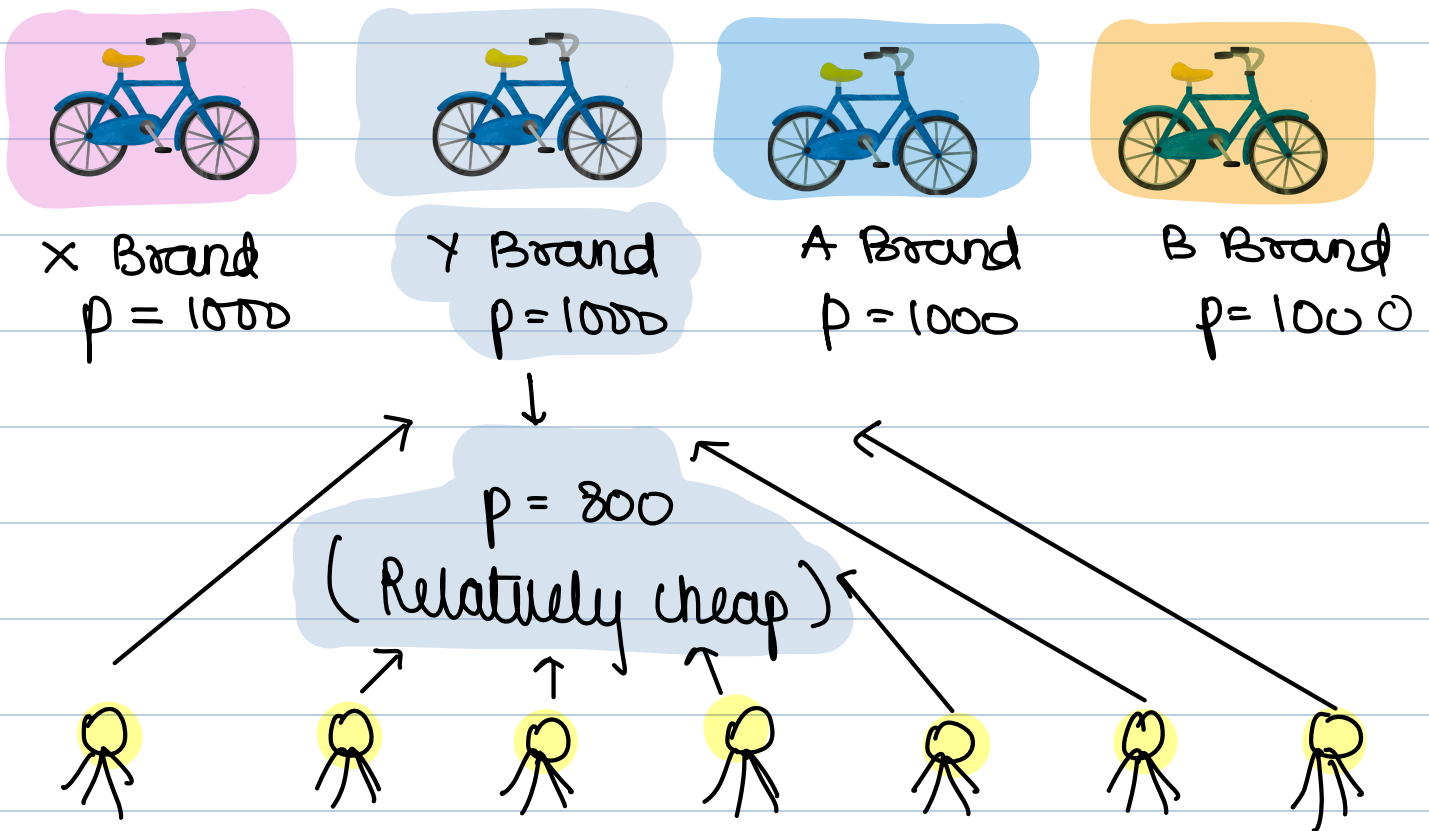 X Brand
p = 1000
Y Brand
p = 1000
A Brand
p = 1000
B Brand
p = 1000
p = 800
(Relatively cheap)